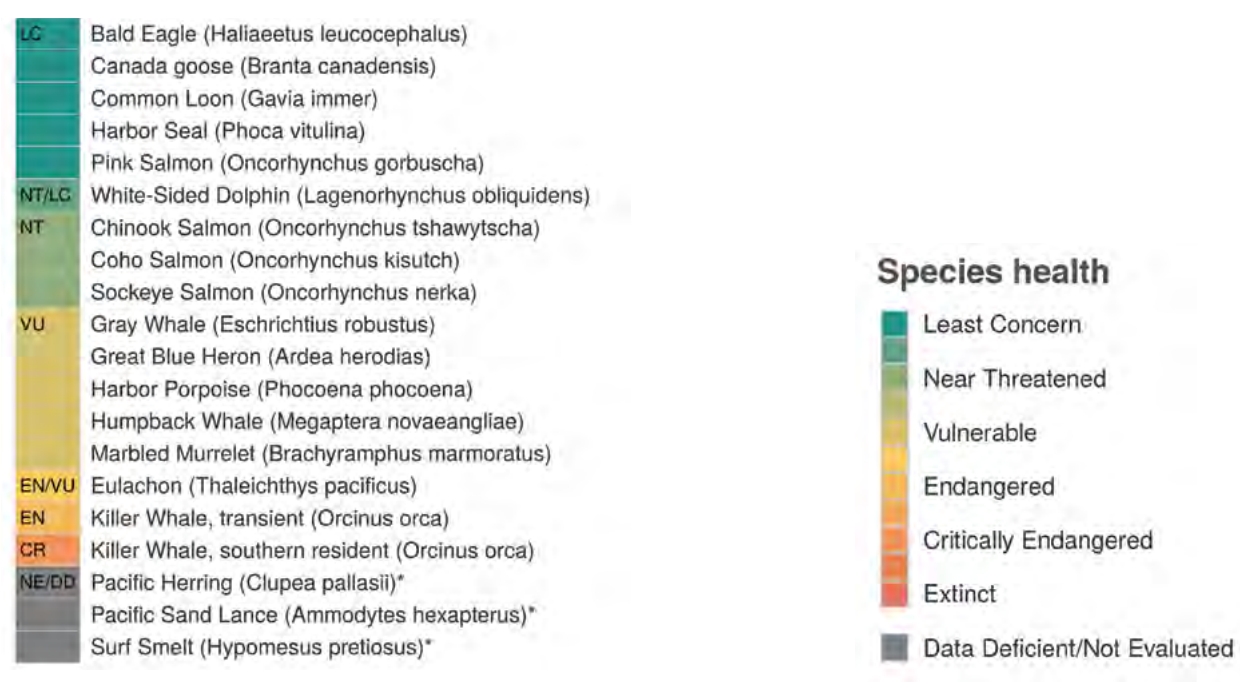 LC Bald Eagle (Haliaeetus leucocephalus)
Canada goose (Branta canadensis)
Common Loon (Gavia immer)
Harbor Seal (Phoca vitulina)
Pink Salmon (Oncorhynchus gorbuscha)
NT/LC White-Sided Dolphin (Lagenorhynchus obliquidens)
NT Chinook Salmon (Oncorhynchus tshawytscha)
Coho Salmon (Oncorhynchus kisutch)
Sockeye Salmon (Oncorhynchus nerka)
VU Gray Whale (Eschrichtius robustus)
Great Blue Heron (Ardea herodias)
Harbor Porpoise (Phocoena phocoena)
Humpback Whale (Megaptera novaeangliae)
Marbled Murrelet (Brachyramphus marmoratus)
EN/VU Eulachon (Thaleichthys pacificus)
EN Killer Whale, transient (Orcinus orca)
CR Killer Whale, southern resident (Orcinus orca)
NE/DD Pacific Herring (Clupea pallasii)*
Pacific Sand Lance (Ammodytes hexapterus)*
Surf Smelt (Hypomesus pretiosus)*
Species health
Least Concern
Near Threatened
Vulnerable
Endangered
Critically Endangered
Extinct
Data Deficient/Not Evaluated